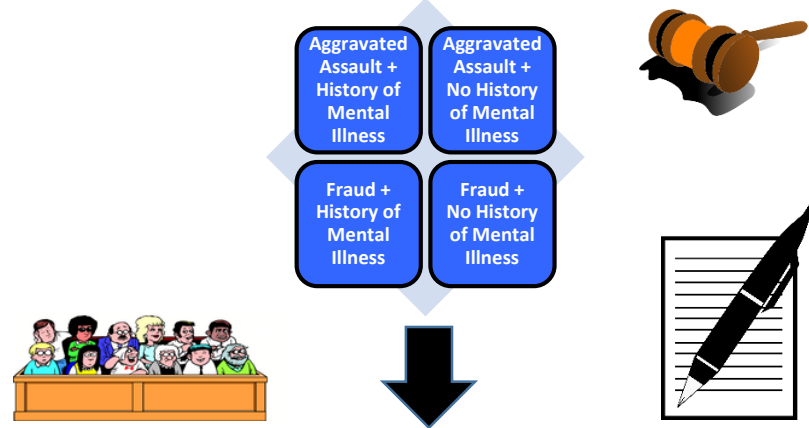 Aggravated
Assault +
History of
Mental
Illness
Aggravated
Assault +
No History
of Mental
Illness
Fraud +
History of
Mental
Illness
Fraud +
No History
of Mental
Illness